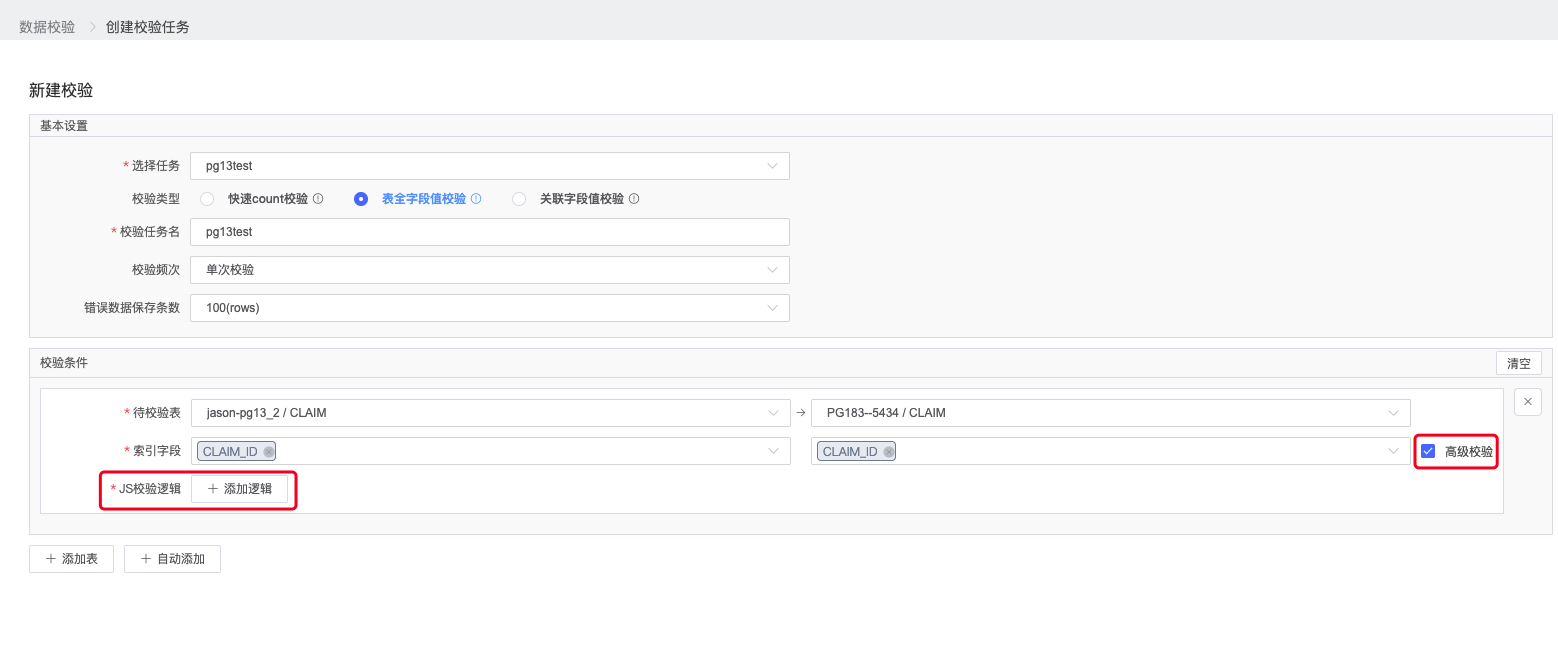 数据校验 > 创建校验任务
新建校验
基本设置
* 选择任务 pg13test
校验类型 快速count校验 表全字段值校验 关联字段值校验
* 校验任务名 pg13test
校验频次 单次校验
错误数据保存条数 100(rows)
校验条件 清空
* 待校验表 jason-pg13_2 / CLAIM → PG183--5434 / CLAIM
* 索引字段 CLAIM_ID CLAIM_ID 高级校验
* JS校验逻辑 + 添加逻辑
+ 添加表 + 自动添加